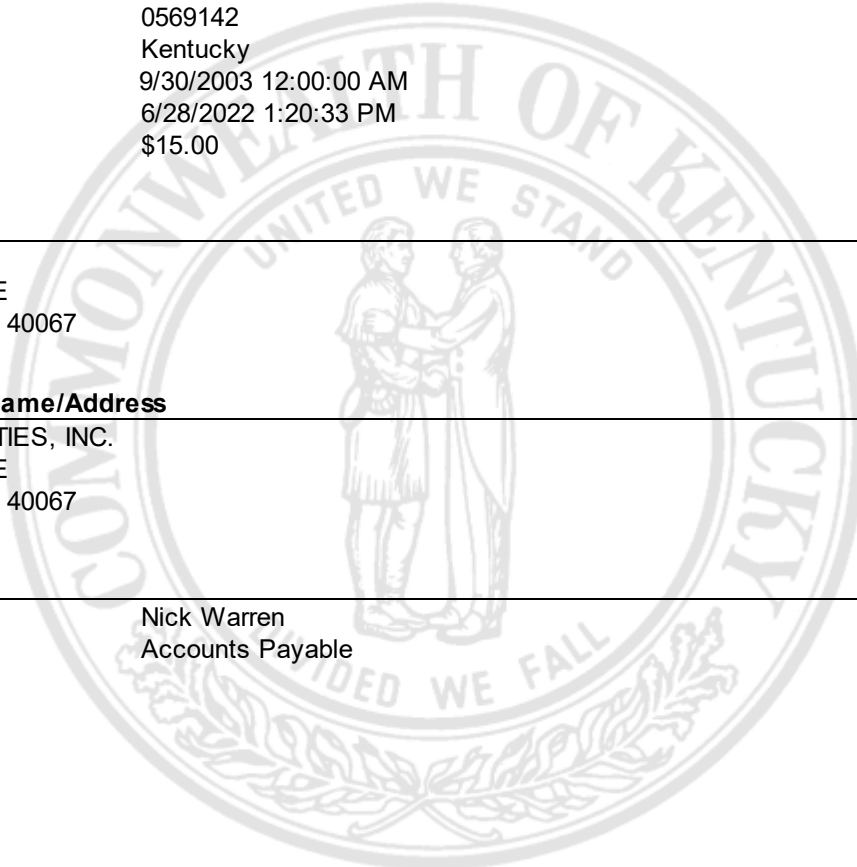 0569142
Kentucky
9/30/2003 12:00:00 AM
6/28/2022 1:20:33 PM
$15.00
COMMONWEALTH OF KENTUCKY
UNITED WE STAND
E
40067
ame/Address
TIES, INC.
E
40067
Nick Warren
Accounts Payable
DIVIDED WE FALL